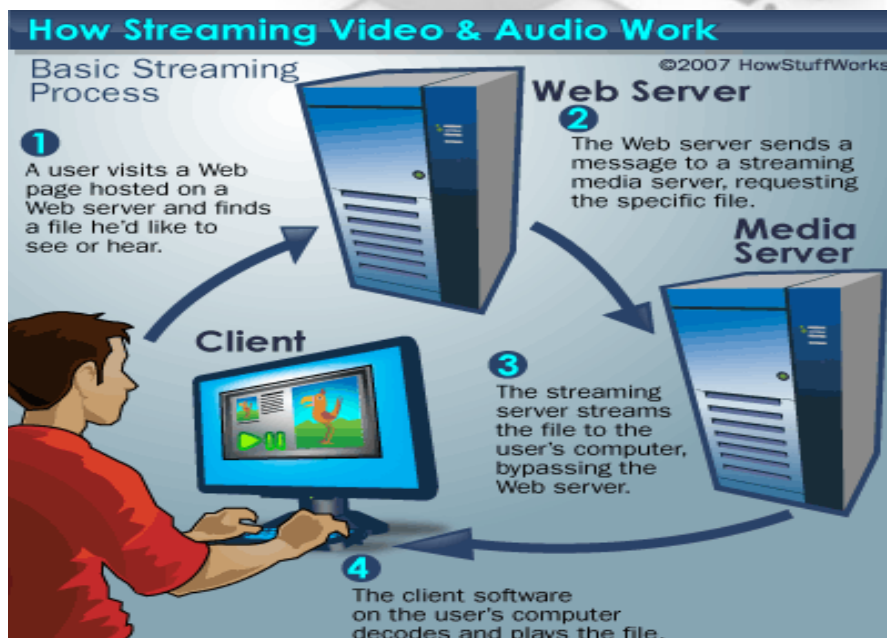 How Streaming Video & Audio Work
©2007 HowStuffWorks
Basic Streaming
Process
Web Server
1
A user visits a Web
page hosted on a
Web server and finds
a file he'd like to
see or hear.
2
The Web server sends a
message to a streaming
media server, requesting
the specific file.
Media
Server
Client
3
The streaming
server streams
the file to the
user's computer,
bypassing the
Web server.
4
The client software
on the user's computer
decodes and plays the file.